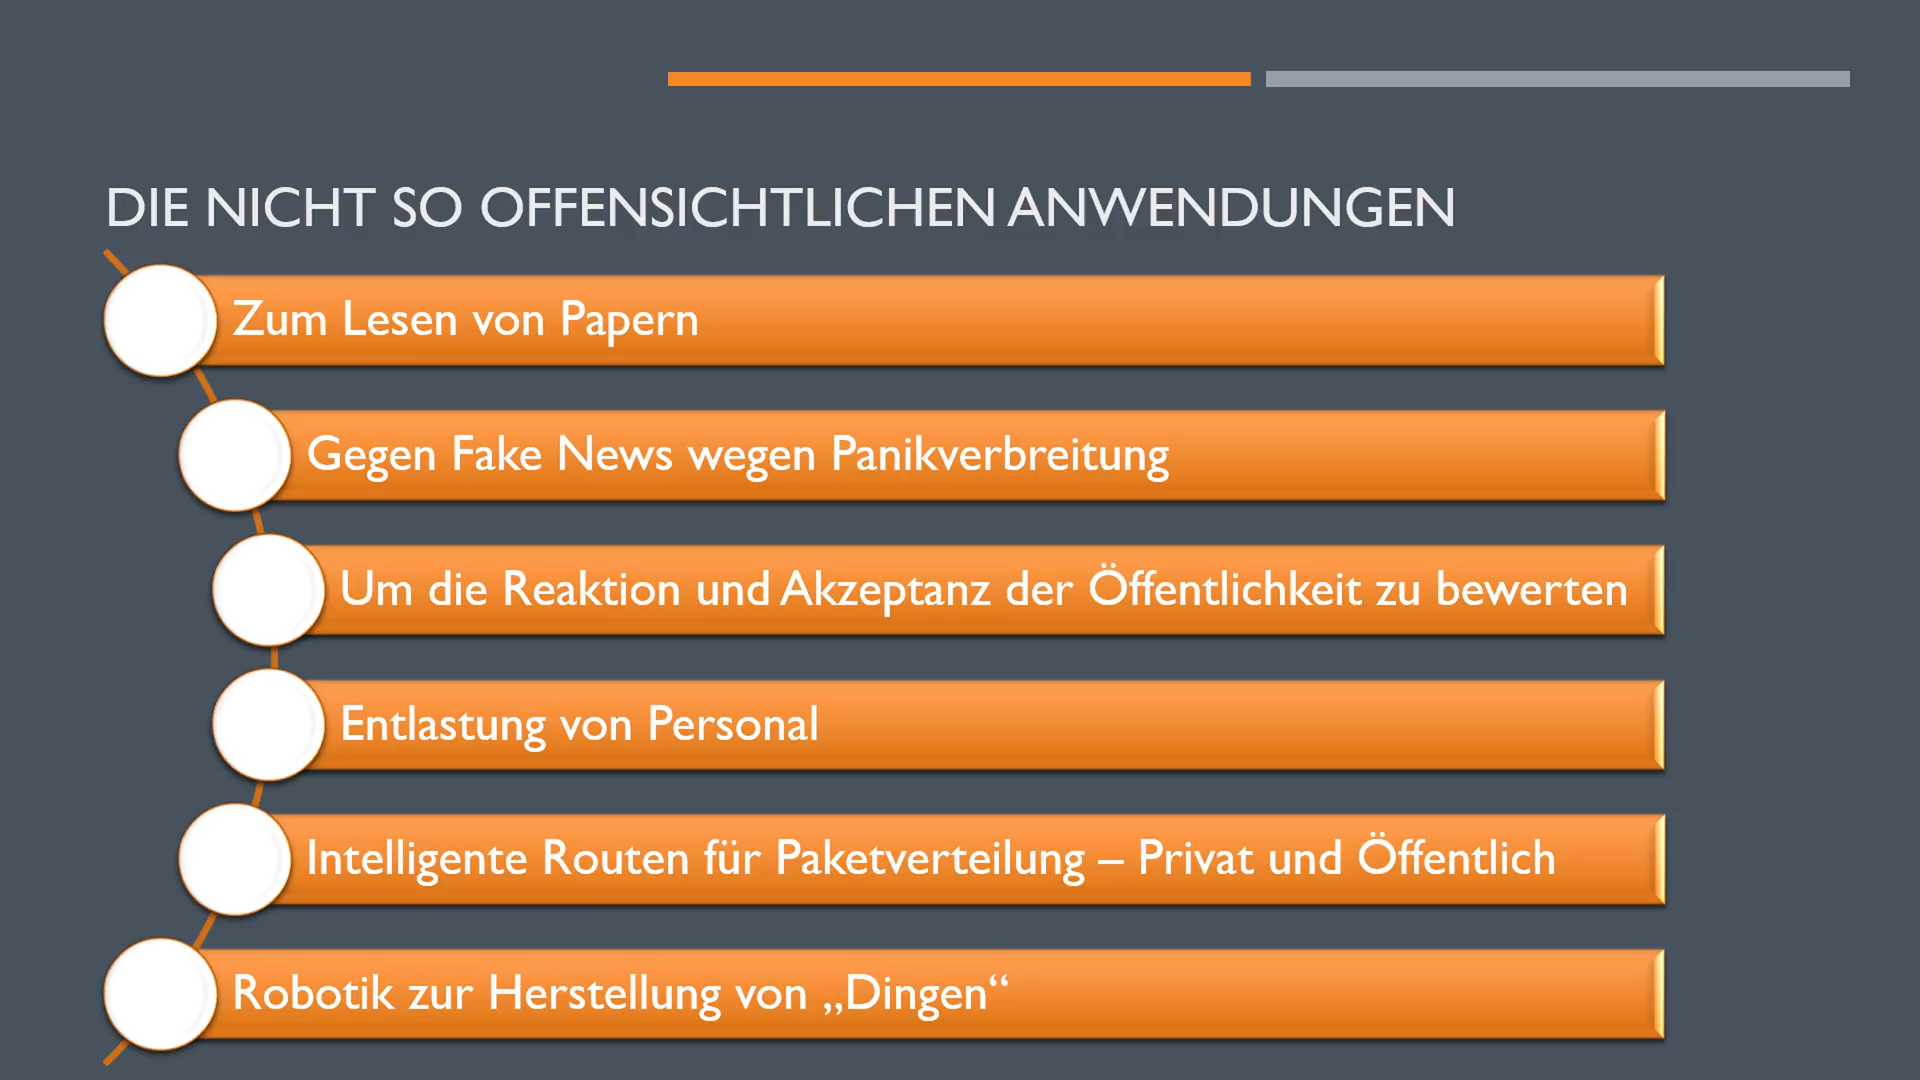 DIE NICHT SO OFFENSICHTLICHEN ANWENDUNGEN
Zum Lesen von Papern
Gegen Fake News wegen Panikverbreitung
Um die Reaktion und Akzeptanz der Öffentlichkeit zu bewerten
Entlastung von Personal
Intelligente Routen für Paketverteilung – Privat und Öffentlich
Robotik zur Herstellung von „Dingen“